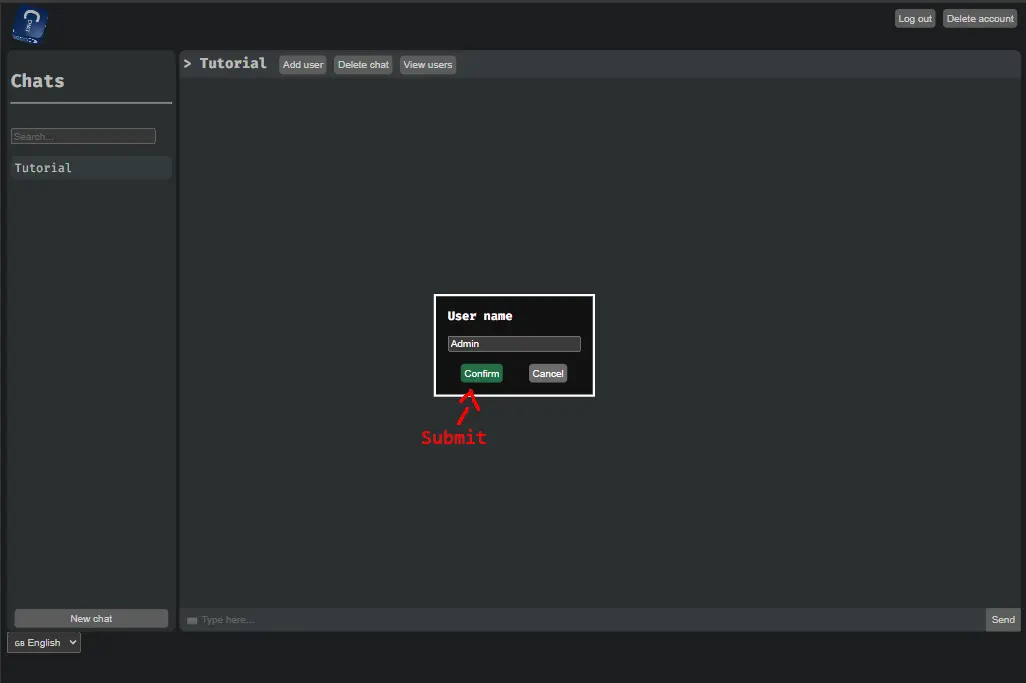 Log out Delete account
Chats
> Tutorial Add user Delete chat View users
Search...
Tutorial
User name
Admin
Confirm Cancel
Submit
New chat
Type here... Send
GB English